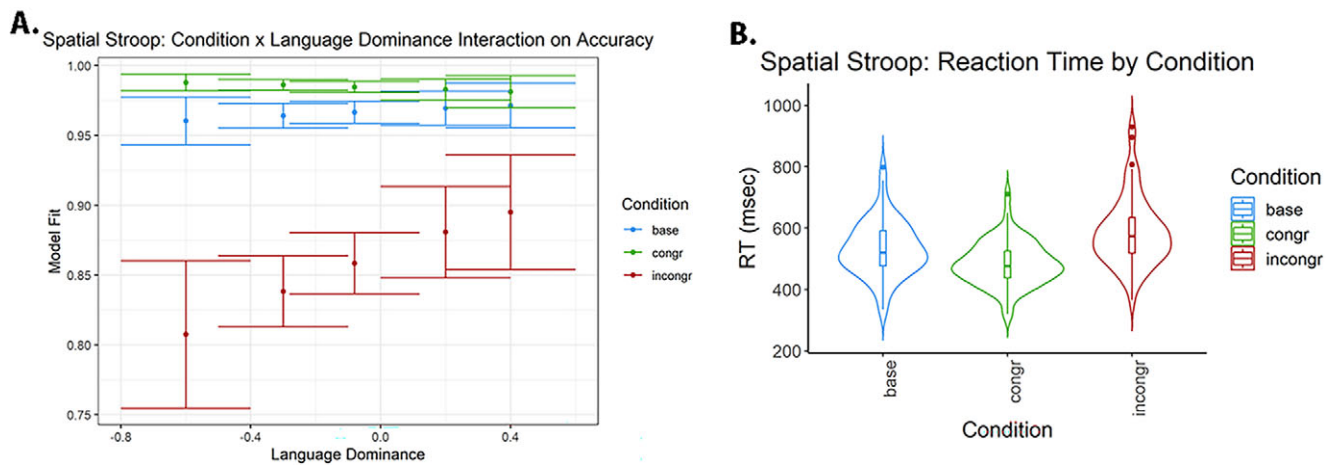 A.
Spatial Stroop: Condition x Language Dominance Interaction on Accuracy
1.00
0.95
0.90
0.85
0.80
0.75
Model Fit
-0.8
-0.4
0.0
0.4
Language Dominance
Condition
base
congr
incongr
B.
Spatial Stroop: Reaction Time by Condition
1000
800
600
400
200
RT (msec)
base
congr
incongr
Condition
Condition
base
congr
incongr